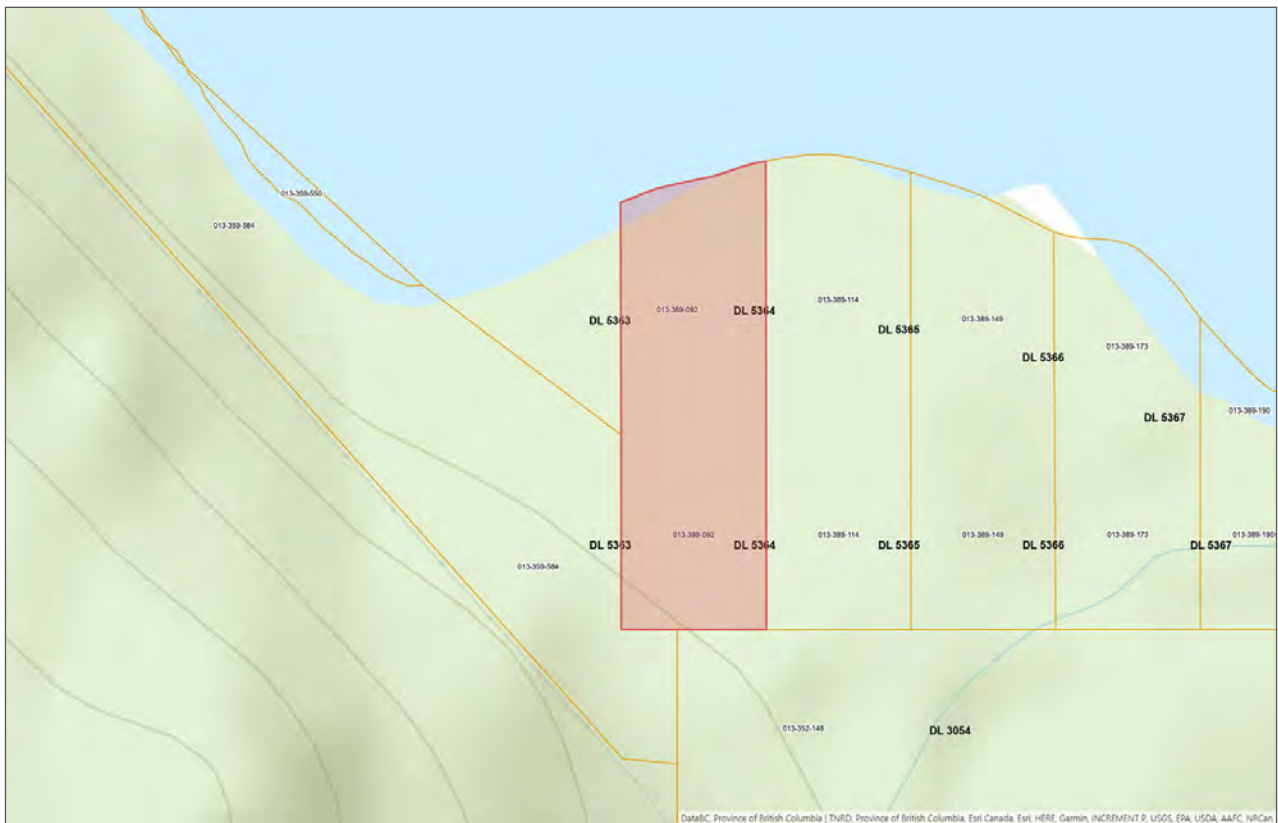 013-359-550
013-359-584
DL 5363
013-389-092
DL 5364
013-389-114
DL 5365
013-389-149
DL 5366
013-389-173
DL 5367
013-389-190
DL 5363
013-389-092
DL 5364
013-389-114
DL 5365
013-389-149
DL 5366
013-389-173
DL 5367
013-389-190
013-359-584
013-352-148
DL 3054
DataBC, Province of British Columbia | TNRD, Province of British Columbia, Esri Canada, Esri, HERE, Garmin, INCREMENT P, USGS, EPA, USDA, AAFC, NRCan